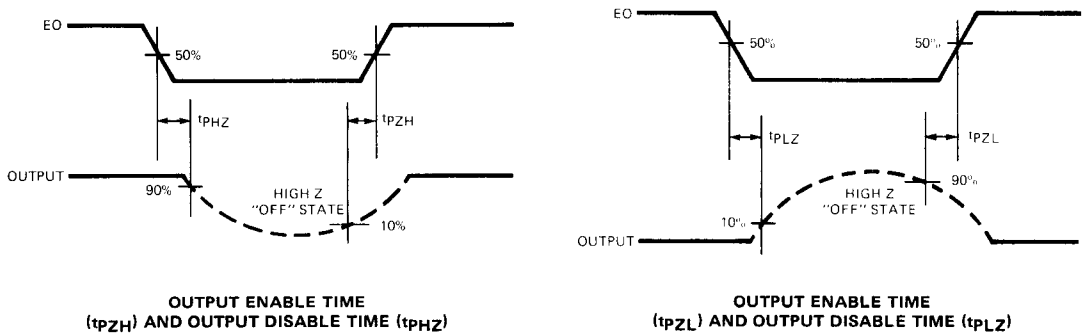 EO
50%
50%
tPHZ
tPZH
OUTPUT
90%
HIGH Z
"OFF" STATE
10%
OUTPUT ENABLE TIME
(tPZH) AND OUTPUT DISABLE TIME (tPHZ)
EO
50%
50%
tPLZ
tPZL
HIGH Z
"OFF" STATE
90%
10%
OUTPUT
OUTPUT ENABLE TIME
(tPZL) AND OUTPUT DISABLE TIME (tPLZ)